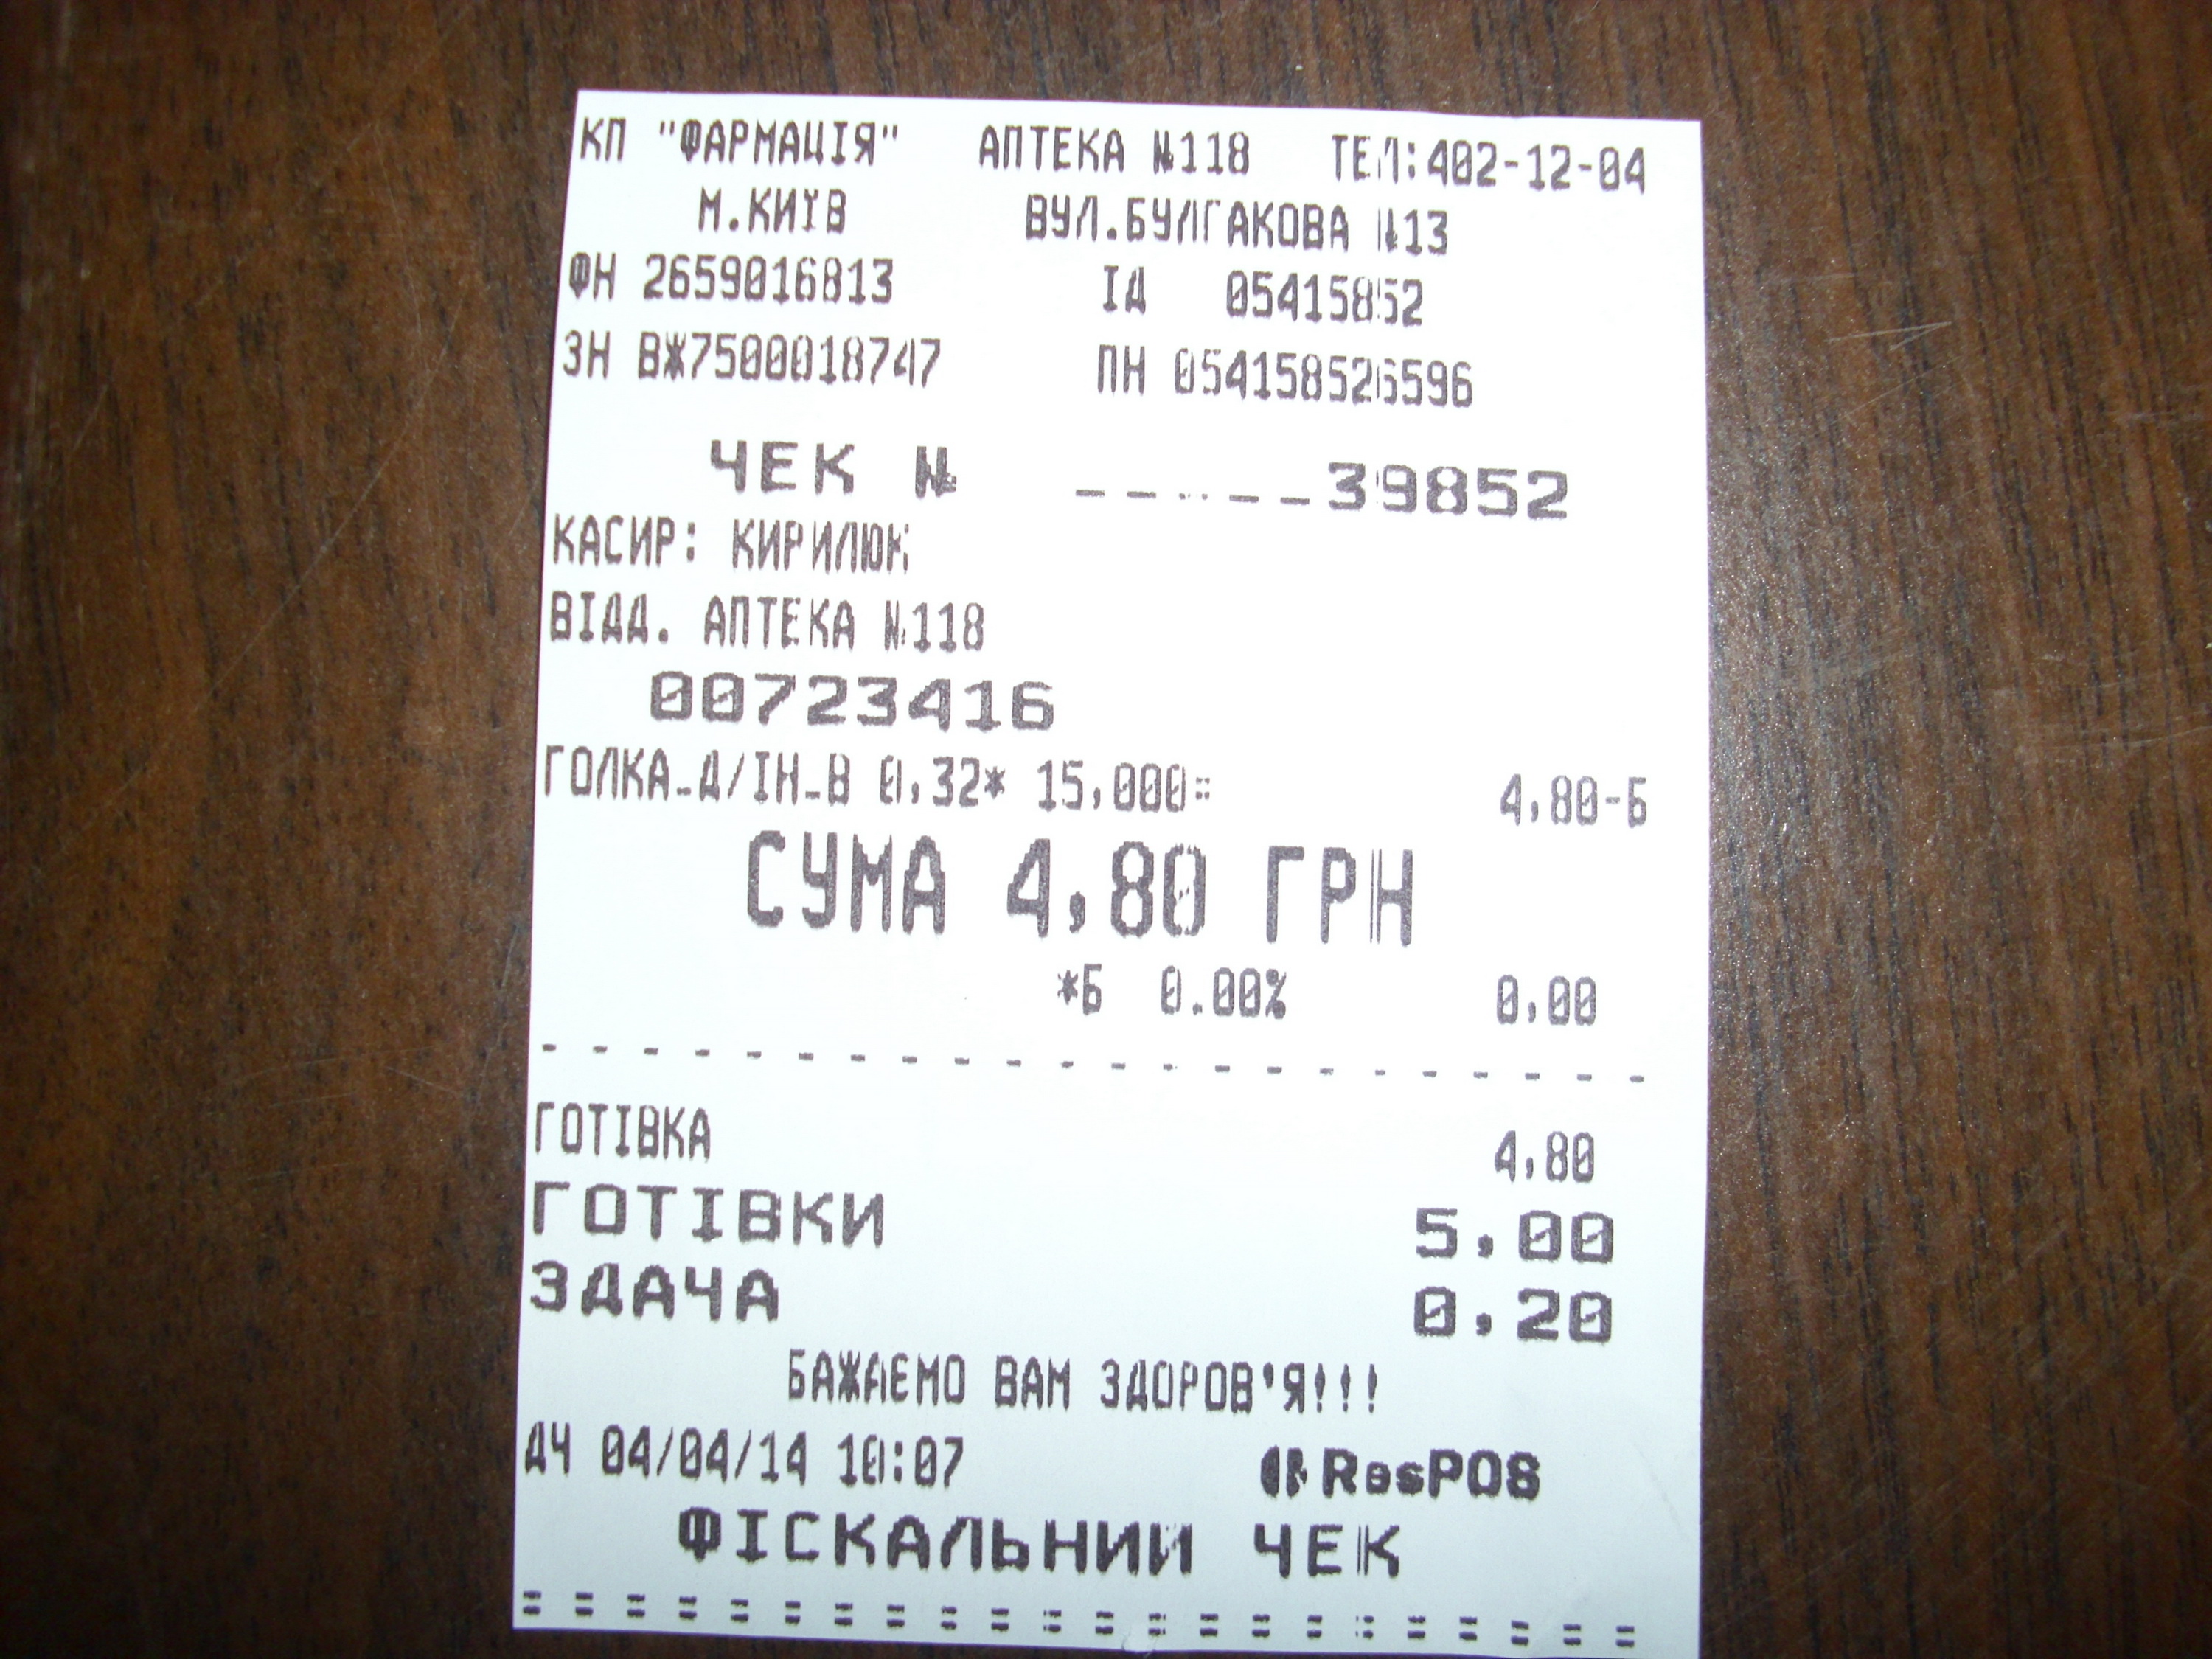 КП "ФАРМАЦІЯ" АПТЕКА №118 ТЕЛ:402-12-04
М.КИЇВ ВУЛ.БУЛГАКОВА №13
ФН 2659016813 ІД 05415852
ЗН ВЖ7500018747 ПН 054158526596
ЧЕК № _ _ _ _ _39852
КАСИР: КИРИЛЮК
ВІДД. АПТЕКА №118
00723416
ГОЛКА_Д/ІН_В 0,32* 15,000= 4,80-Б
СУМА 4,80 ГРН
*Б 0.00% 0,00
- - - - - - - - - - - - - - - - - - - - - -
ГОТІВКА 4,80
ГОТІВКИ 5,00
ЗДАЧА 0,20
БАЖАЄМО ВАМ ЗДОРОВ'Я!!!
ДЧ 04/04/14 10:07 ResPOS
ФІСКАЛЬНИЙ ЧЕК
= = = = = = = = = = = = = = = = = = = = = =